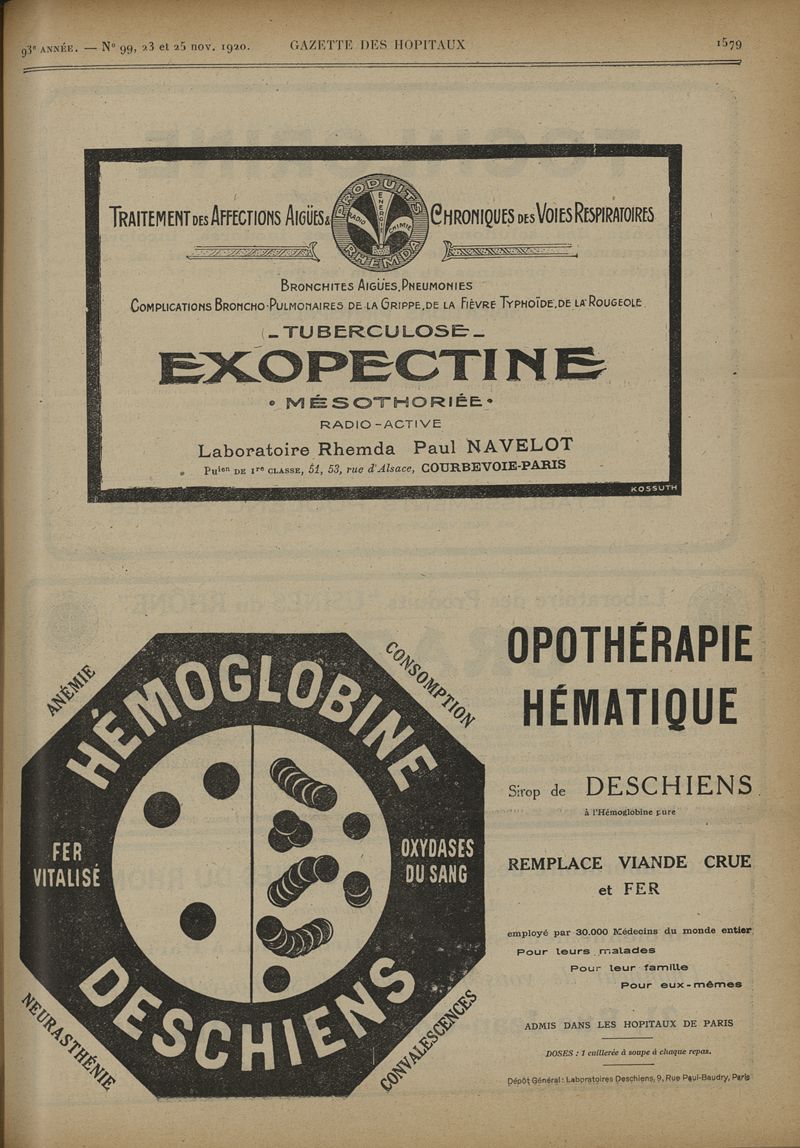 93e ANNÉE. — No 99, 23 et 25 nov. 1920.
GAZETTE DES HOPITAUX
1579
TRAITEMENT DES AFFECTIONS AIGÜES &
PRODUITS
RADIO
ENERGIE
CHIMIE
RHEMDA
CHRONIQUES DES VOIES RESPIRATOIRES
BRONCHITES AIGÜES, PNEUMONIES
COMPLICATIONS BRONCHO-PULMONAIRES DE LA GRIPPE, DE LA FIÈVRE TYPHOÏDE, DE LA ROUGEOLE
TUBERCULOSE
EXOPECTINE
MÉSOTHORIÉE
RADIO-ACTIVE
Laboratoire Rhemda Paul NAVELOT
Phien DE 1re CLASSE, 51, 53, rue d'Alsace, COURBEVOIE-PARIS
KOSSUTH
ANÉMIE
CONSOMPTION
HÉMOGLOBINE
FER
VITALISÉ
OXYDASES
DU SANG
DESCHIENS
NEURASTHÉNIE
CONVALESCENCES
OPOTHÉRAPIE
HÉMATIQUE
Sirop de DESCHIENS
à l'Hémoglobine pure
REMPLACE VIANDE CRUE
et FER
employé par 30.000 Médecins du monde entier
Pour leurs malades
Pour leur famille
Pour eux-mêmes
ADMIS DANS LES HOPITAUX DE PARIS
DOSES : 1 cuillerée à soupe à chaque repas.
Dépôt Général : Laboratoires Deschiens, 9, Rue Paul-Baudry, Paris